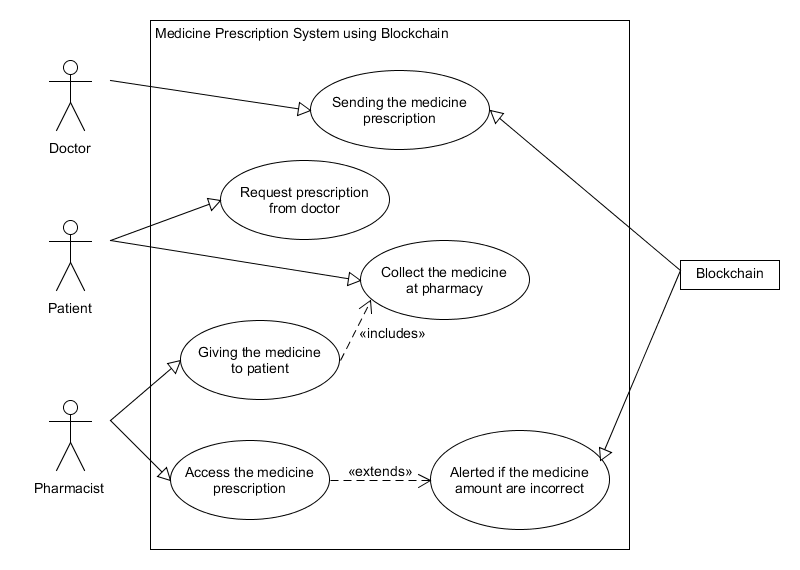 Medicine Prescription System using Blockchain
Sending the medicine
prescription
Doctor
Request prescription
from doctor
Patient
Collect the medicine
at pharmacy
Blockchain
«includes»
Giving the medicine
to patient
Pharmacist
Access the medicine
prescription
«extends»
Alerted if the medicine
amount are incorrect